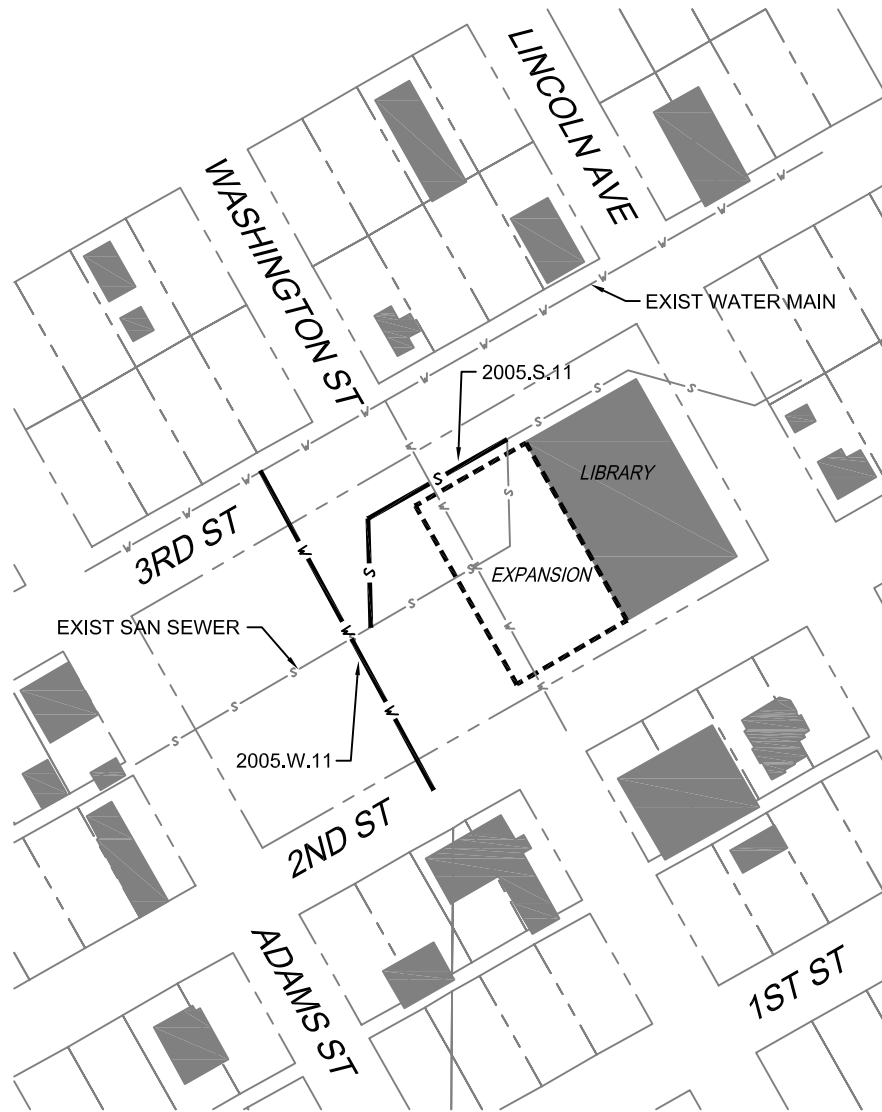 LINCOLN AVE
WASHINGTON ST
EXIST WATER MAIN
2005.S.11
LIBRARY
3RD ST
EXPANSION
EXIST SAN SEWER
2005.W.11
2ND ST
ADAMS ST
1ST ST
W W W W W W W W W W W W
S S S S S S S S S S S
W W W W W
W W W
S S